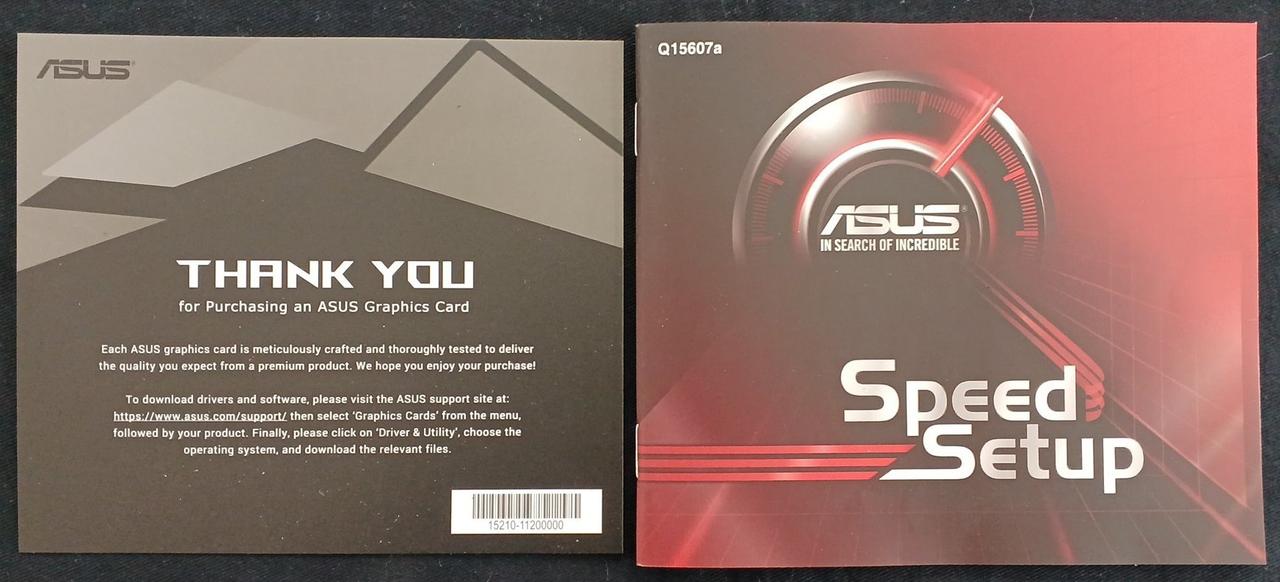 ASUS
THANK YOU
for Purchasing an ASUS Graphics Card
Each ASUS graphics card is meticulously crafted and thoroughly tested to deliver
the quality you expect from a premium product. We hope you enjoy your purchase!
To download drivers and software, please visit the ASUS support site at:
https://www.asus.com/support/ then select 'Graphics Cards' from the menu,
followed by your product. Finally, please click on 'Driver & Utility', choose the
operating system, and download the relevant files.
15210-11200000
Q15607a
ASUS
IN SEARCH OF INCREDIBLE
Speed
Setup